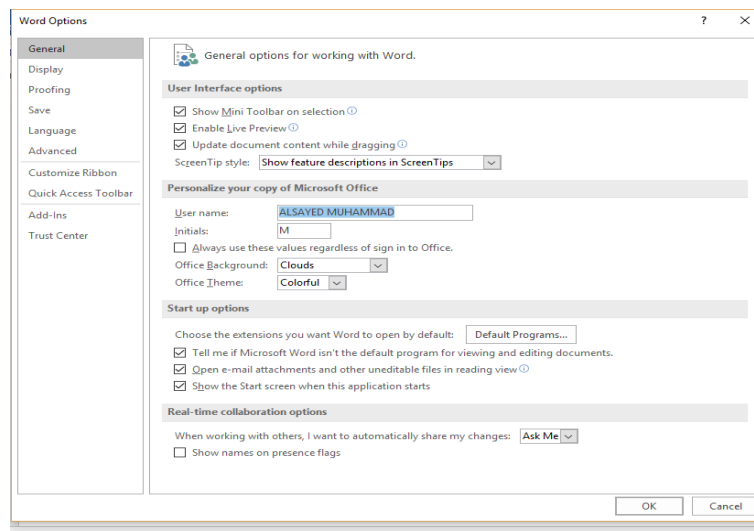 Word Options
?
General
Display
Proofing
Save
Language
Advanced
Customize Ribbon
Quick Access Toolbar
Add-Ins
Trust Center
General options for working with Word.
User Interface options
Show Mini Toolbar on selection
Enable Live Preview
Update document content while dragging
ScreenTip style: Show feature descriptions in ScreenTips
Personalize your copy of Microsoft Office
User name: ALSAYED MUHAMMAD
Initials: M
Always use these values regardless of sign in to Office.
Office Background: Clouds
Office Theme: Colorful
Start up options
Choose the extensions you want Word to open by default: Default Programs...
Tell me if Microsoft Word isn't the default program for viewing and editing documents.
Open e-mail attachments and other uneditable files in reading view
Show the Start screen when this application starts
Real-time collaboration options
When working with others, I want to automatically share my changes: Ask Me
Show names on presence flags
OK Cancel